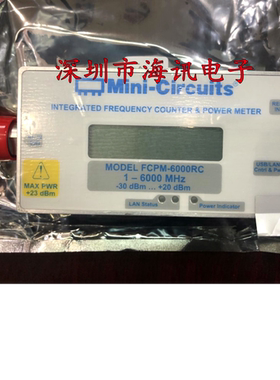 Mini-Circuits®
深圳市海讯电子
INTEGRATED FREQUENCY COUNTER & POWER METER
MAX PWR
+23 dBm
MODEL FCPM-6000RC
1 – 6000 MHz
-30 dBm ... +20 dBm
LAN Status
Power Indicator